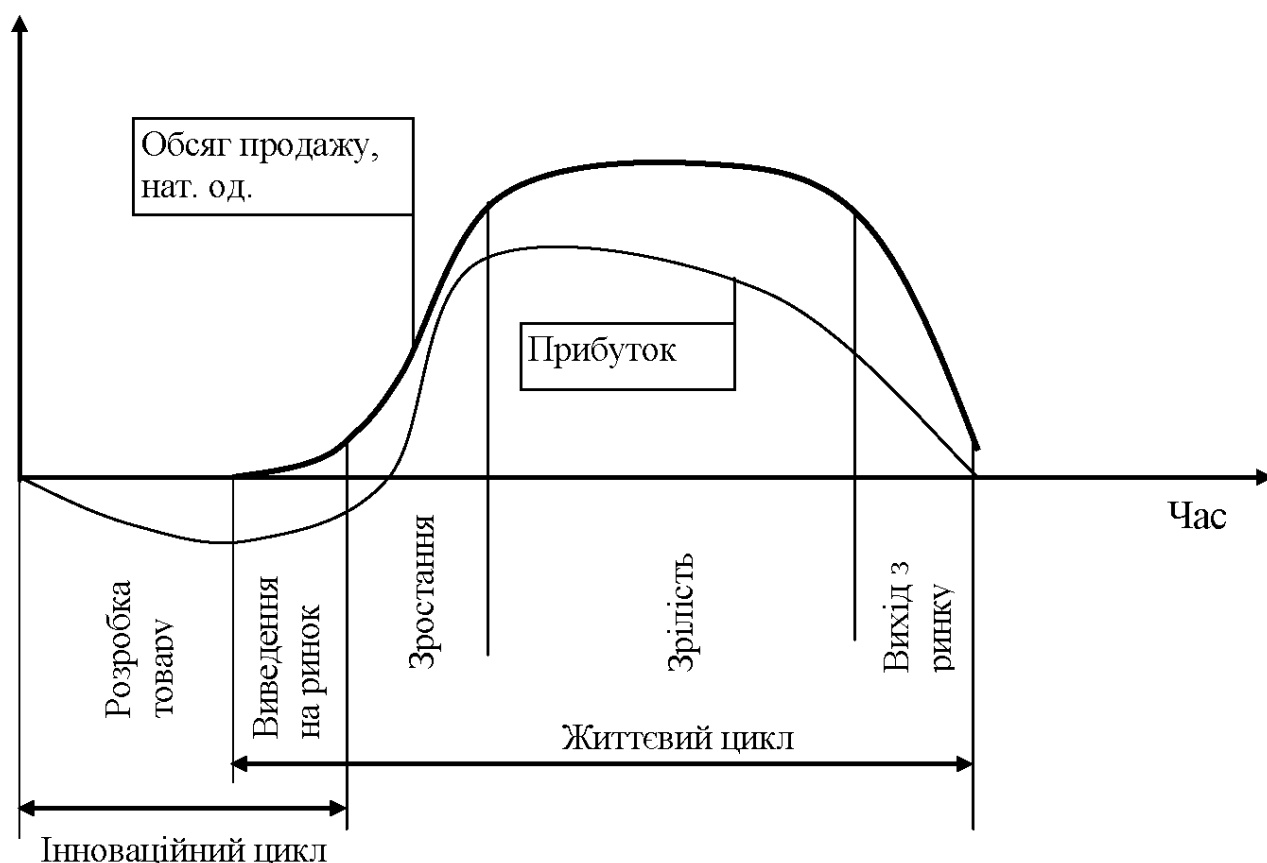 Обсяг продажу,
нат. од.
Прибуток
Час
Розробка
товару
Виведення
на ринок
Зростання
Зрілість
Вихід з
ринку
Життєвий цикл
Інноваційний цикл